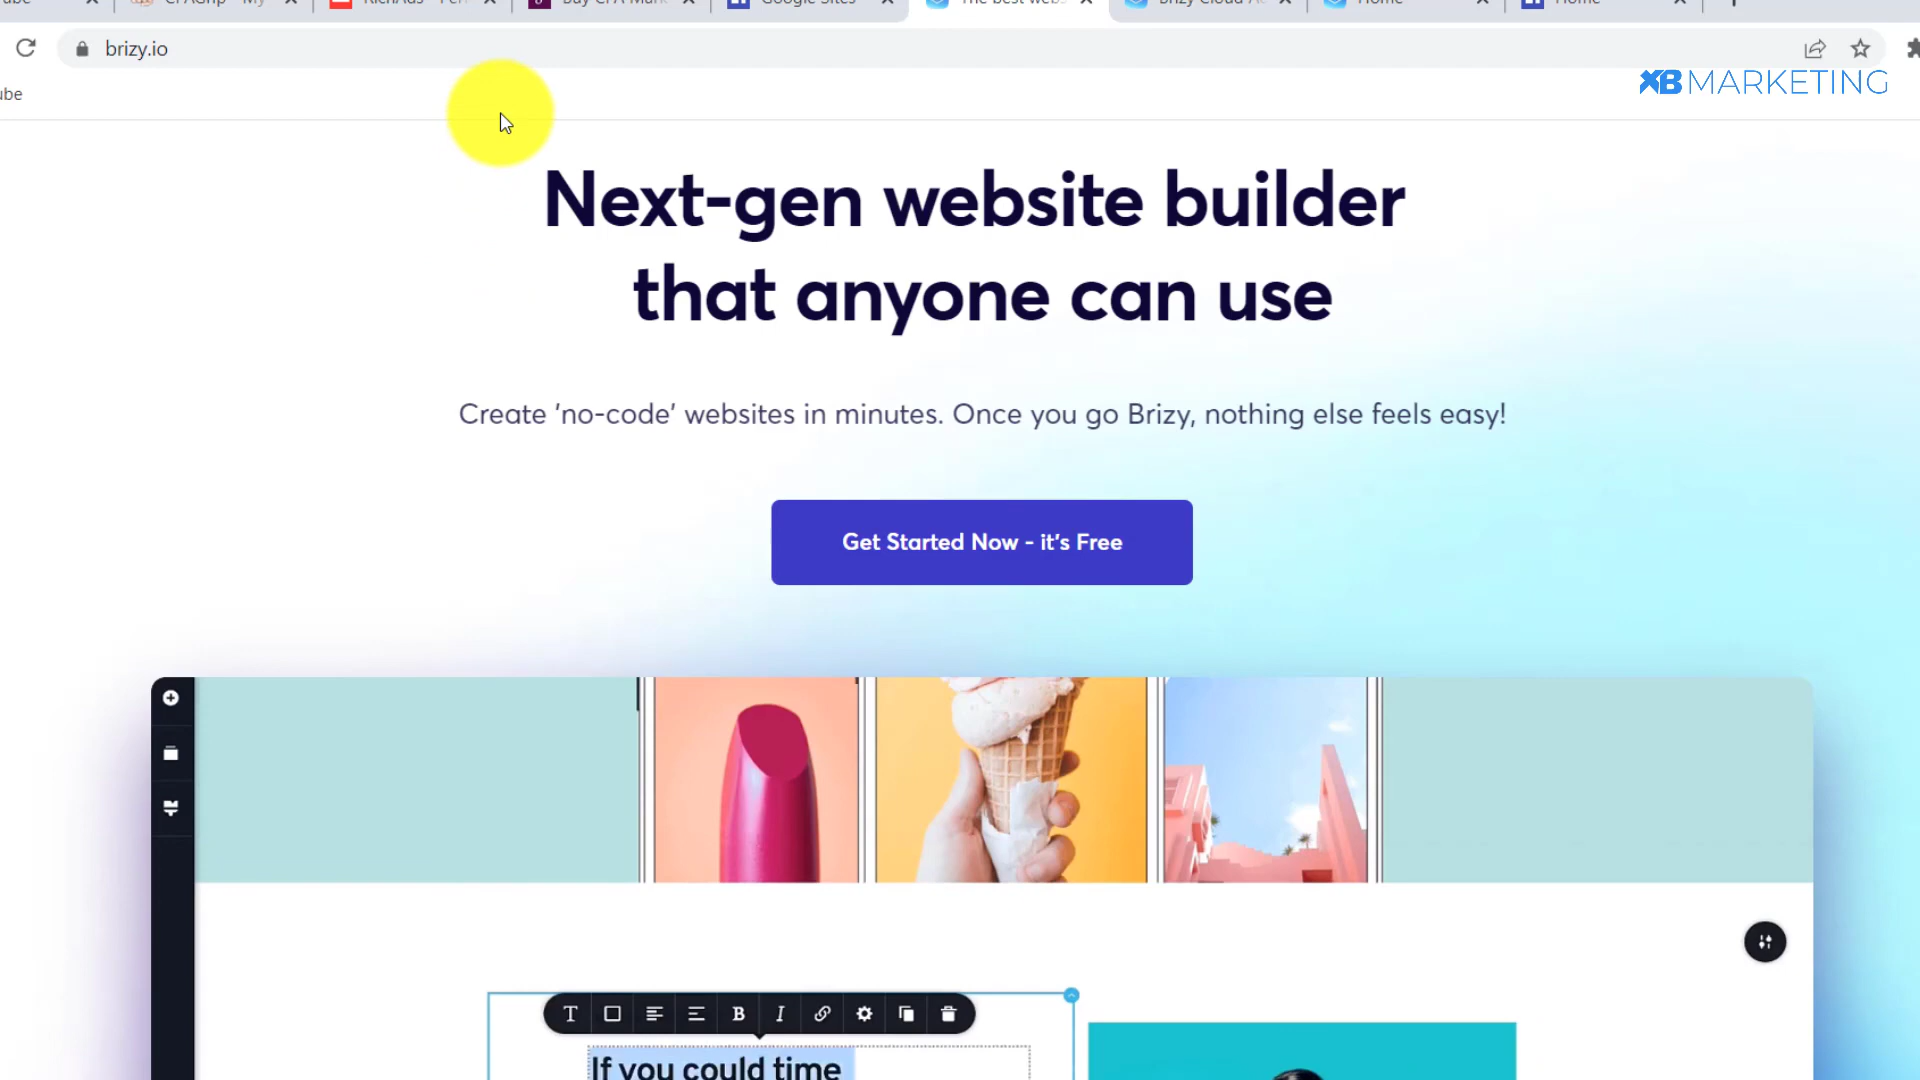 brizy.io
ube
XB MARKETING
Next-gen website builder
that anyone can use
Create 'no-code' websites in minutes. Once you go Brizy, nothing else feels easy!
Get Started Now - it's Free
If you could time